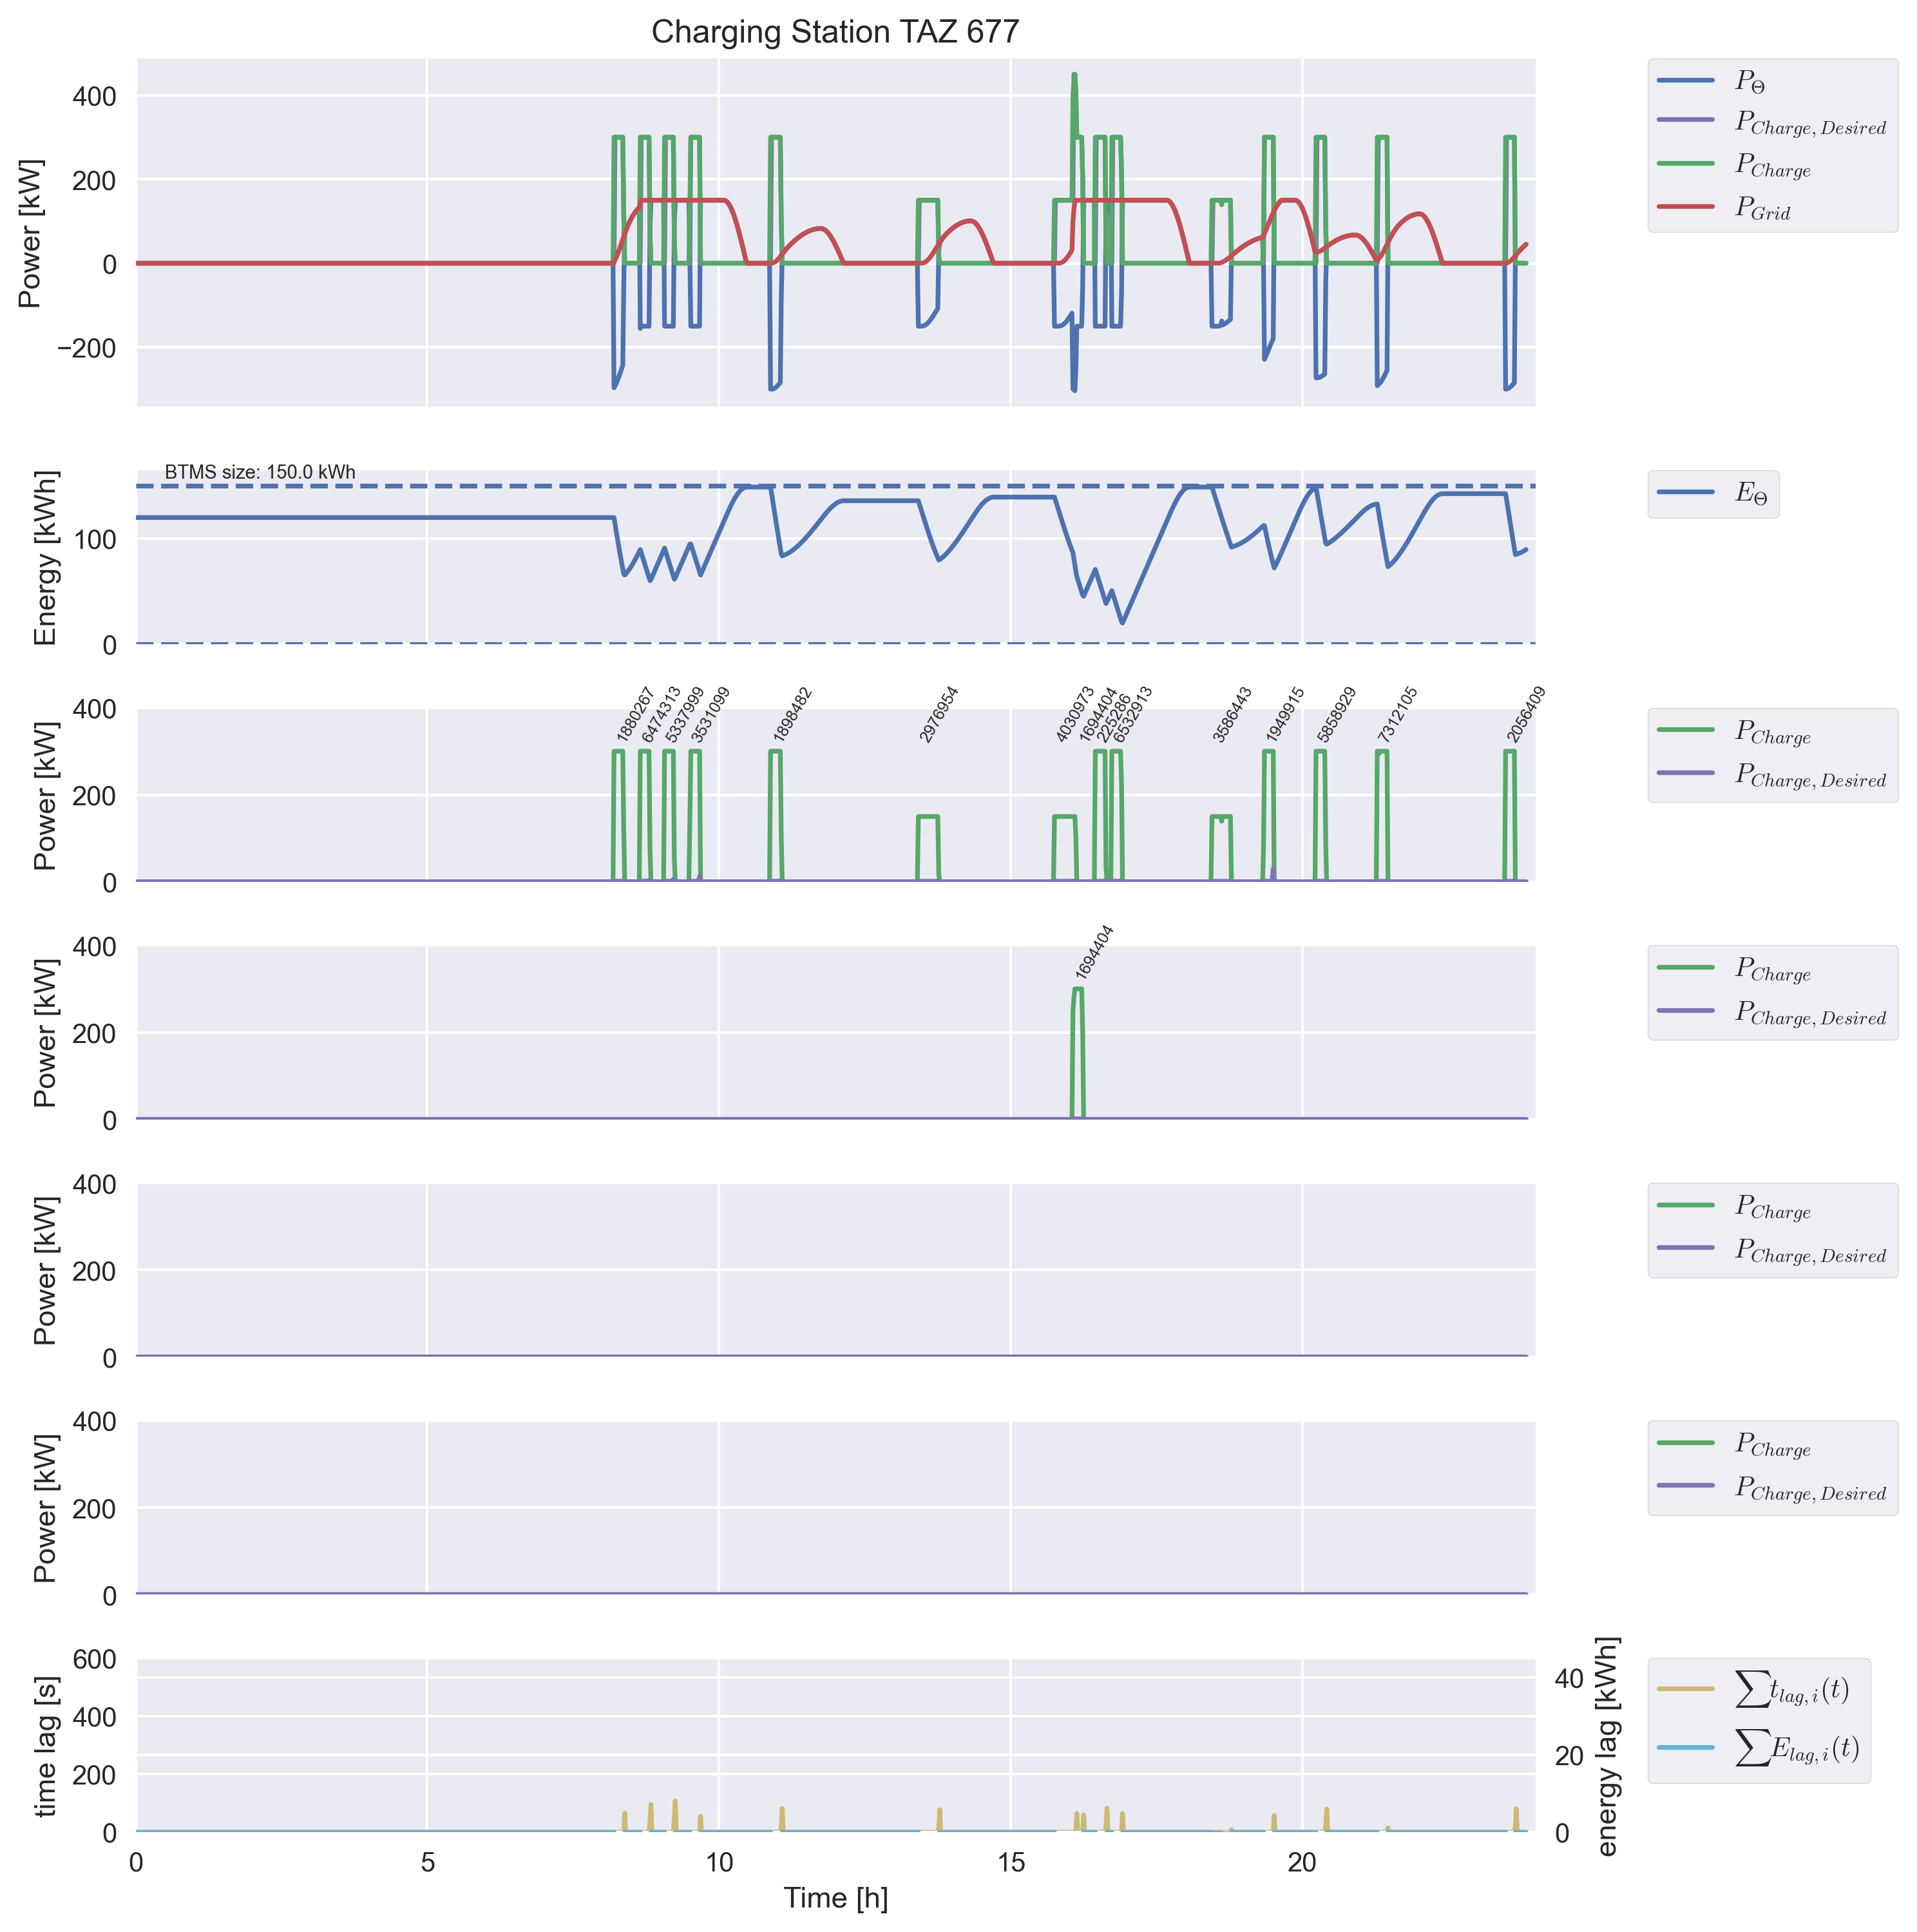 Charging Station TAZ 677
Power [kW]
400
200
0
−200
P_Θ
P_Charge, Desired
P_Charge
P_Grid
Energy [kWh]
100
0
BTMS size: 150.0 kWh
E_Θ
Power [kW]
400
200
0
1880267
6474313
5337999
3531099
1898482
2976954
4030973
1694404
225286
6532913
3586443
1949915
5858929
7312105
2056409
P_Charge
P_Charge, Desired
Power [kW]
400
200
0
1694404
P_Charge
P_Charge, Desired
Power [kW]
400
200
0
P_Charge
P_Charge, Desired
Power [kW]
400
200
0
P_Charge
P_Charge, Desired
time lag [s]
600
400
200
0
40
20
0
energy lag [kWh]
∑t_lag, i(t)
∑E_lag, i(t)
0 5 10 15 20
Time [h]